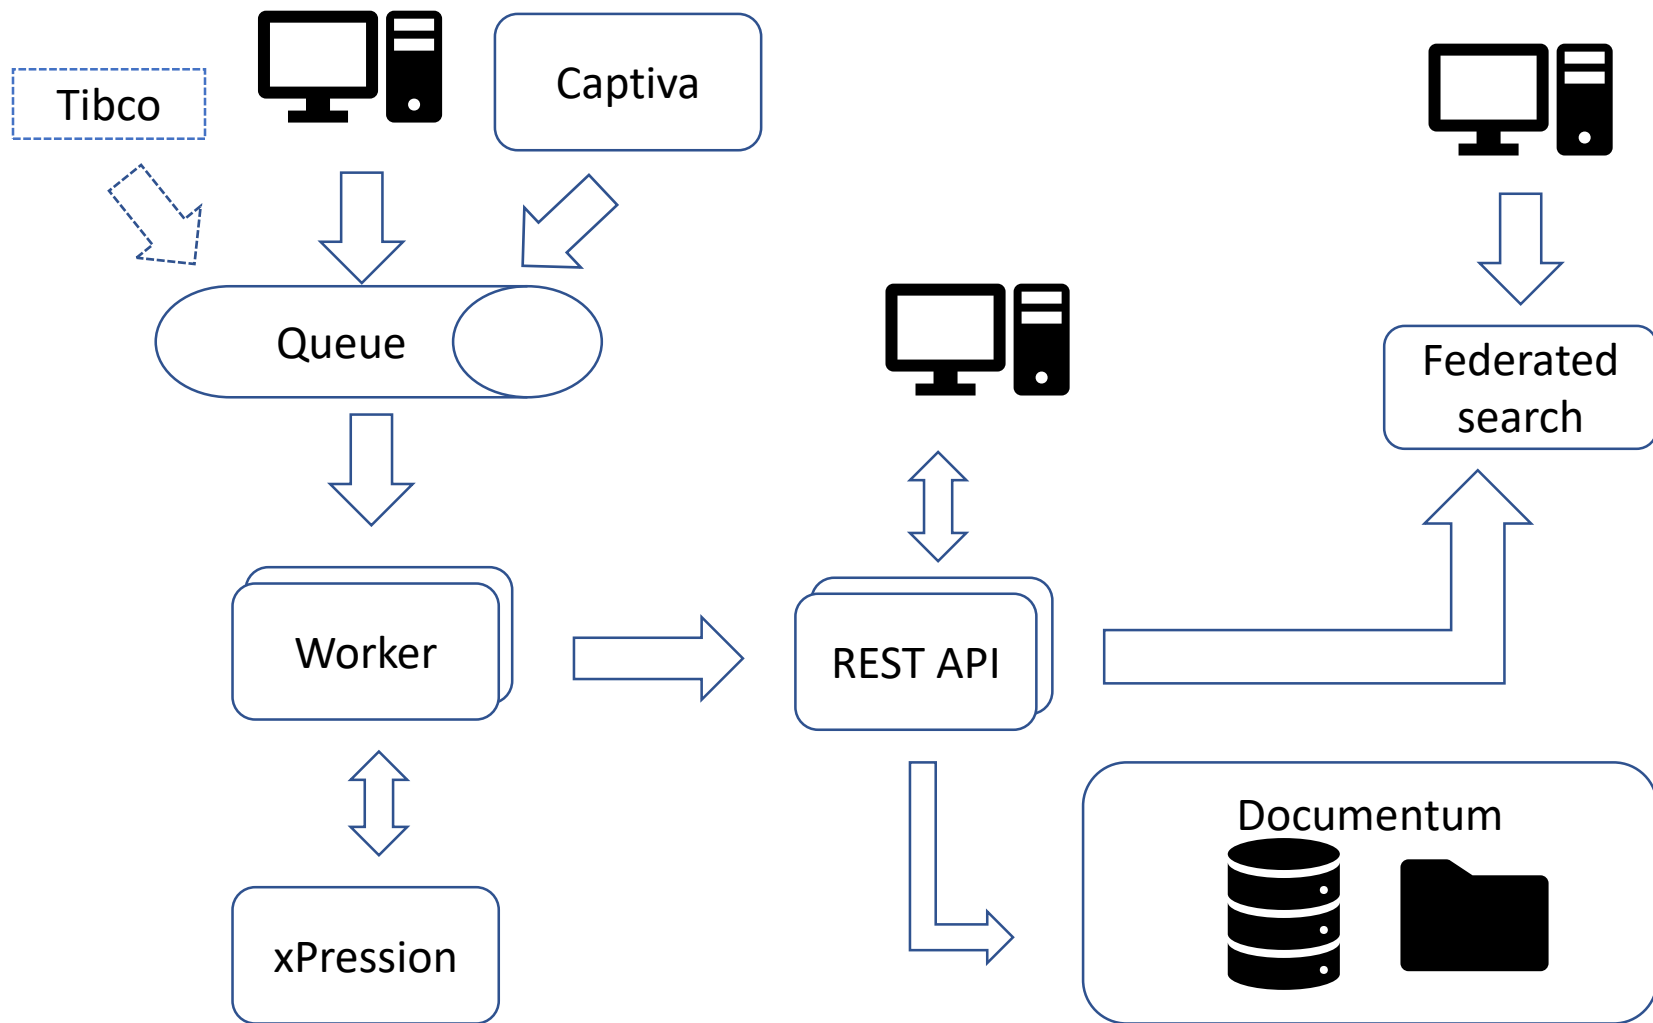 Tibco
Captiva
Queue
Federated
search
Worker
REST API
Documentum
xPression